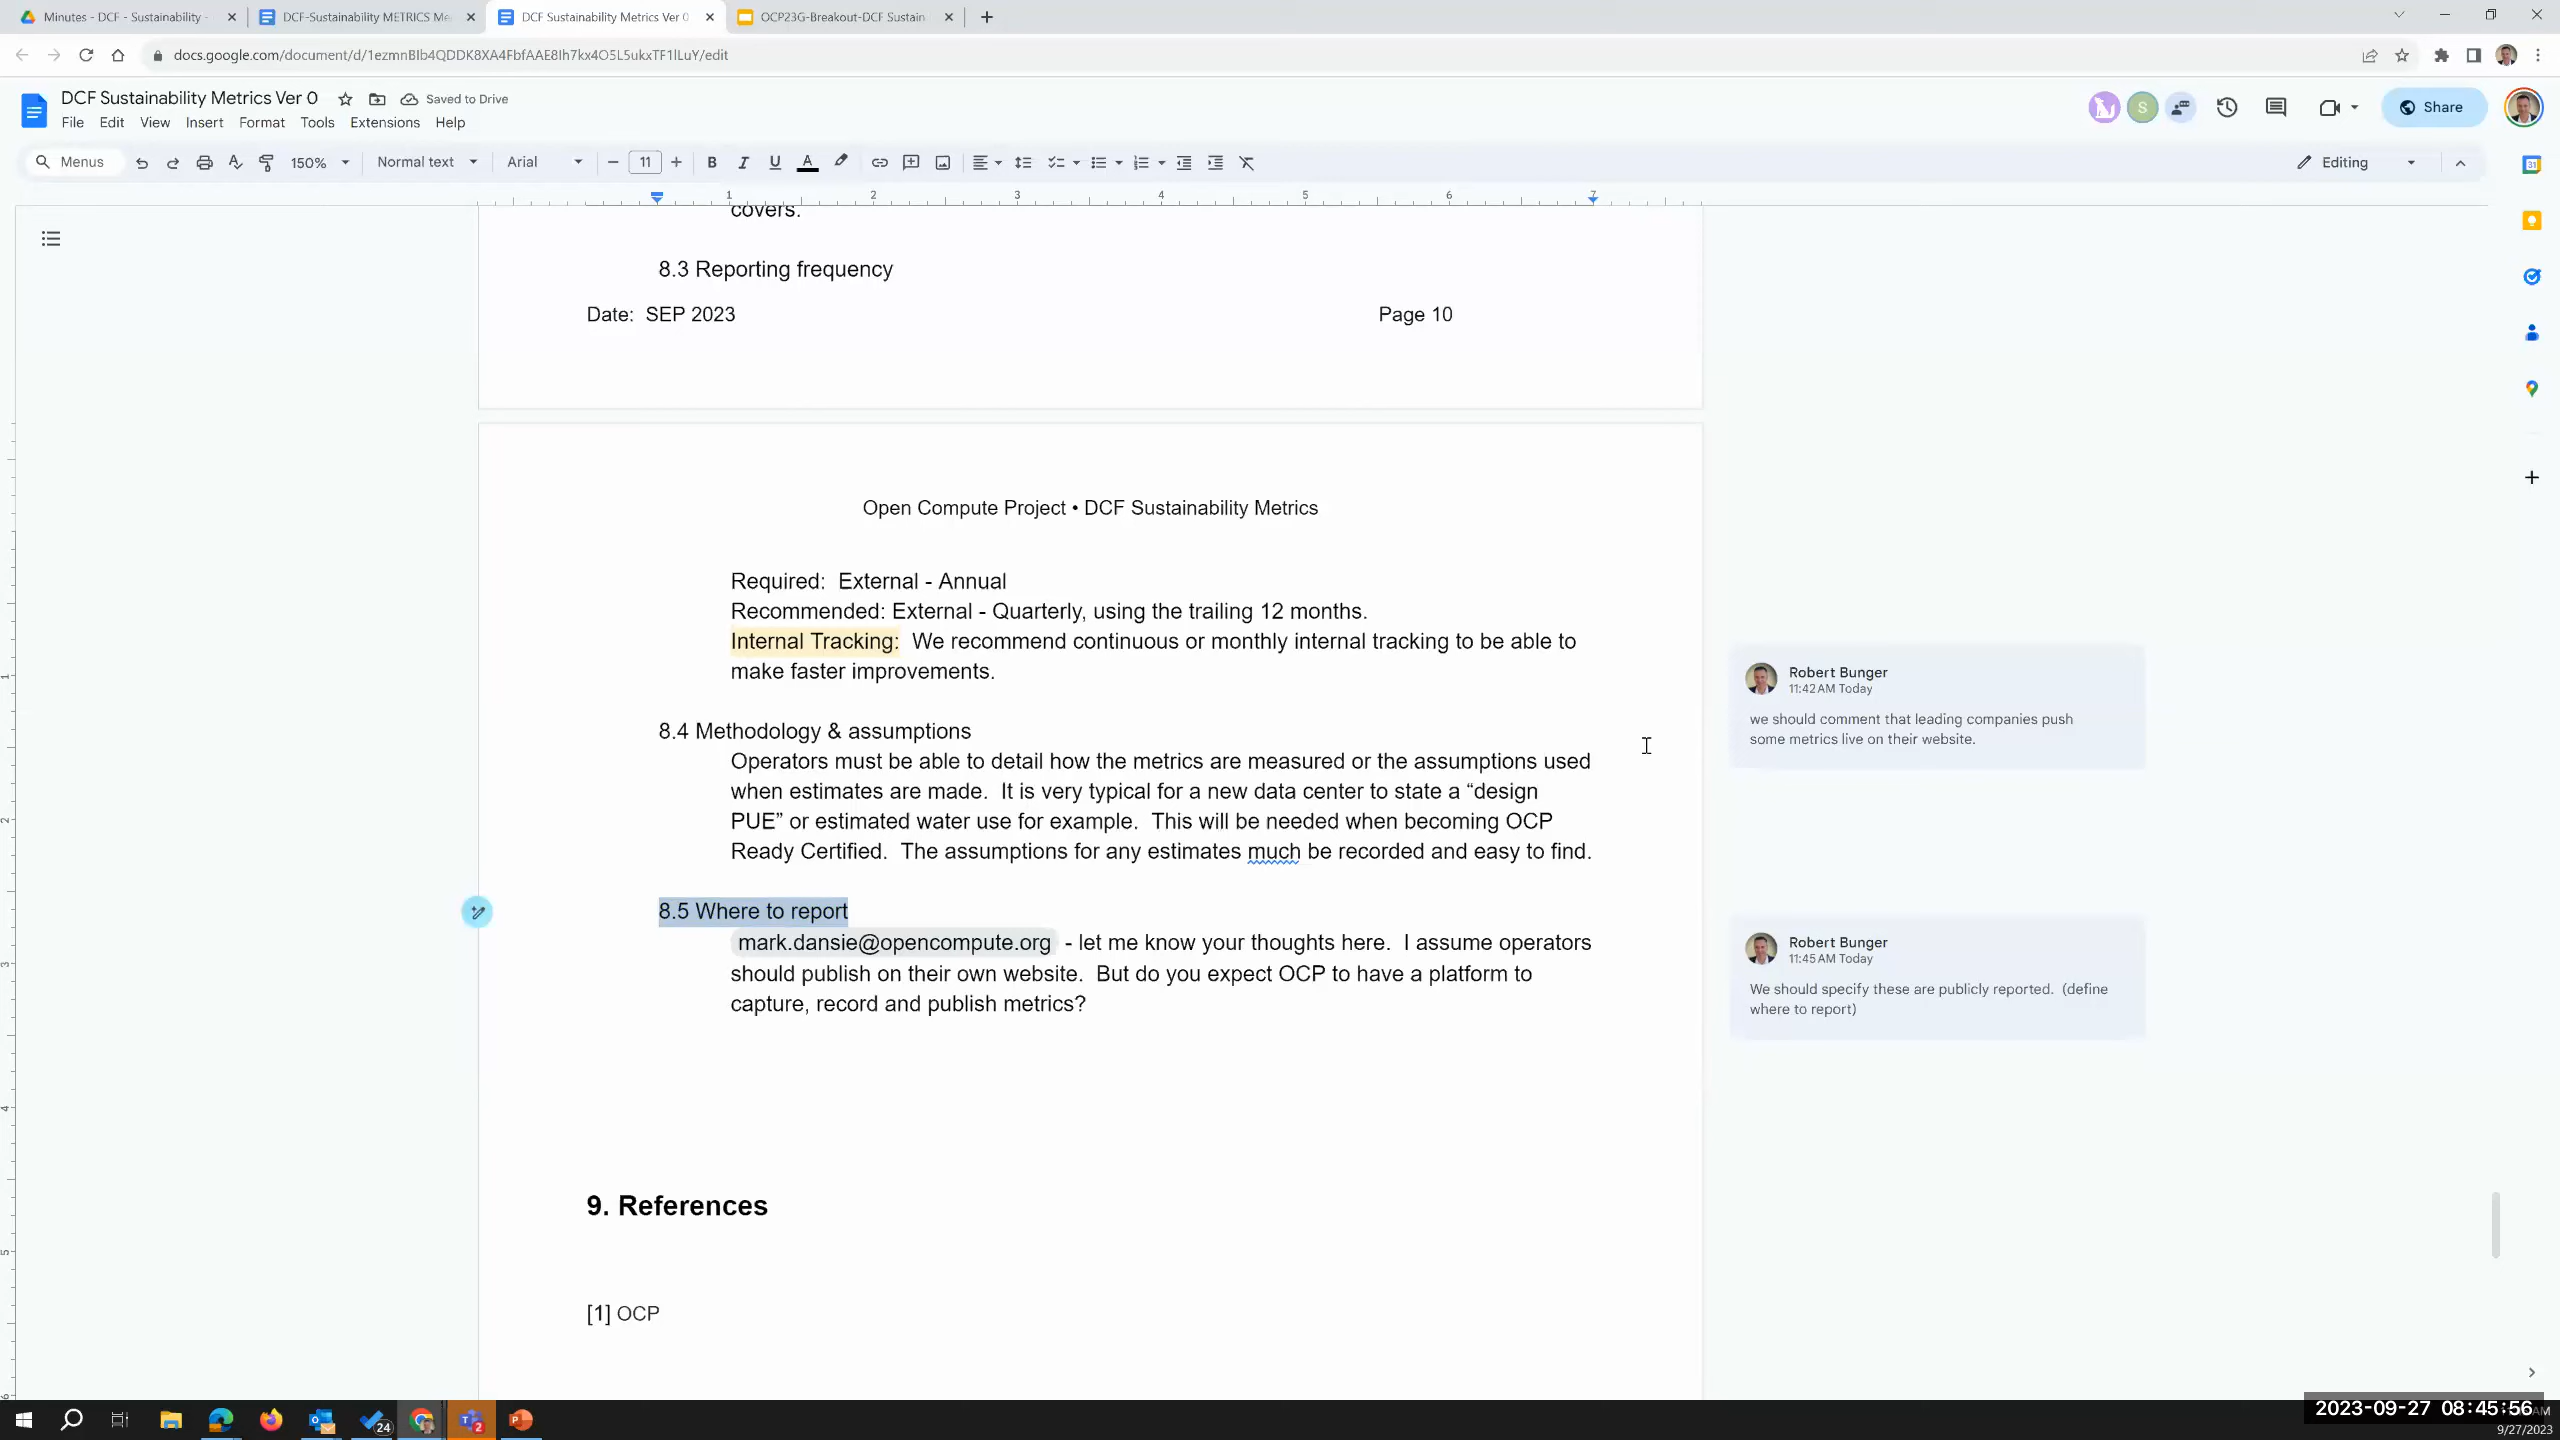 Minutes - DCF - Sustainability -
DCF-Sustainability METRICS Me
DCF Sustainability Metrics Ver 0
OCP23G-Breakout-DCF Sustain
docs.google.com/document/d/1ezmnBIb4QDDK8XA4FbfAAE8Ih7kx4O5L5ukxTF1lLuY/edit
DCF Sustainability Metrics Ver 0
Saved to Drive
File Edit View Insert Format Tools Extensions Help
S
Share
Menus
150%
Normal text
Arial
11
Editing
1 2 3 4 5 6 7
covers.
8.3 Reporting frequency
Date:  SEP 2023
Page 10
Open Compute Project • DCF Sustainability Metrics
Required:  External - Annual
Recommended: External - Quarterly, using the trailing 12 months.
Internal Tracking:  We recommend continuous or monthly internal tracking to be able to
make faster improvements.
Robert Bunger
11:42 AM Today
we should comment that leading companies push
some metrics live on their website.
8.4 Methodology & assumptions
Operators must be able to detail how the metrics are measured or the assumptions used
when estimates are made.  It is very typical for a new data center to state a “design
PUE” or estimated water use for example.  This will be needed when becoming OCP
Ready Certified.  The assumptions for any estimates much be recorded and easy to find.
8.5 Where to report
mark.dansie@opencompute.org - let me know your thoughts here.  I assume operators
should publish on their own website.  But do you expect OCP to have a platform to
capture, record and publish metrics?
Robert Bunger
11:45 AM Today
We should specify these are publicly reported.  (define
where to report)
9. References
[1] OCP
24
2
2023-09-27 08:45:56
AM
9/27/2023